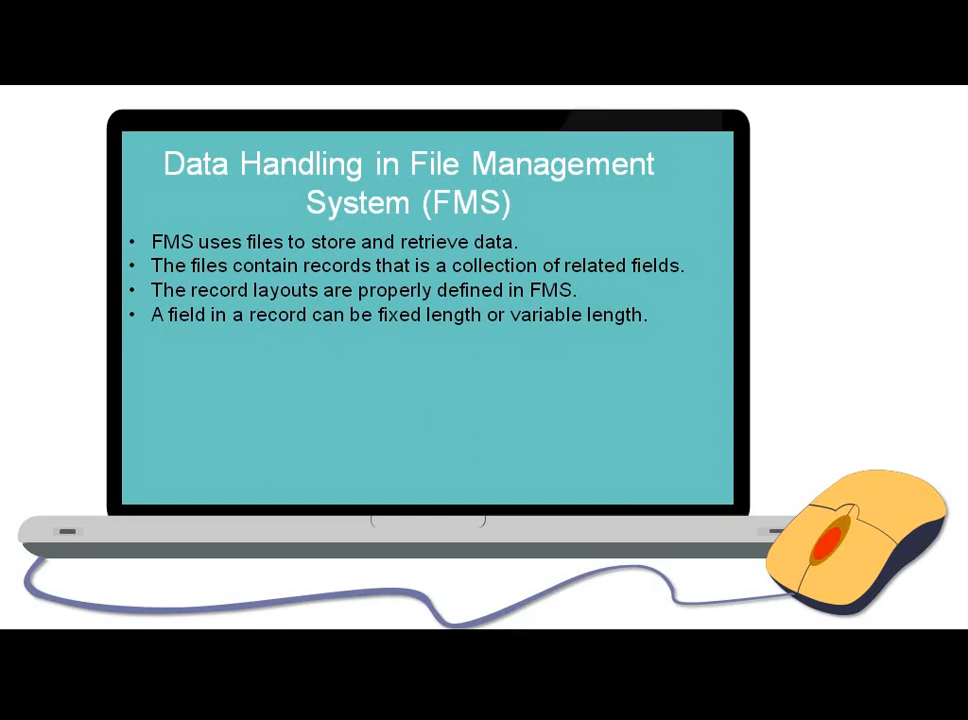 Data Handling in File Management
System (FMS)
• FMS uses files to store and retrieve data.
• The files contain records that is a collection of related fields.
• The record layouts are properly defined in FMS.
• A field in a record can be fixed length or variable length.